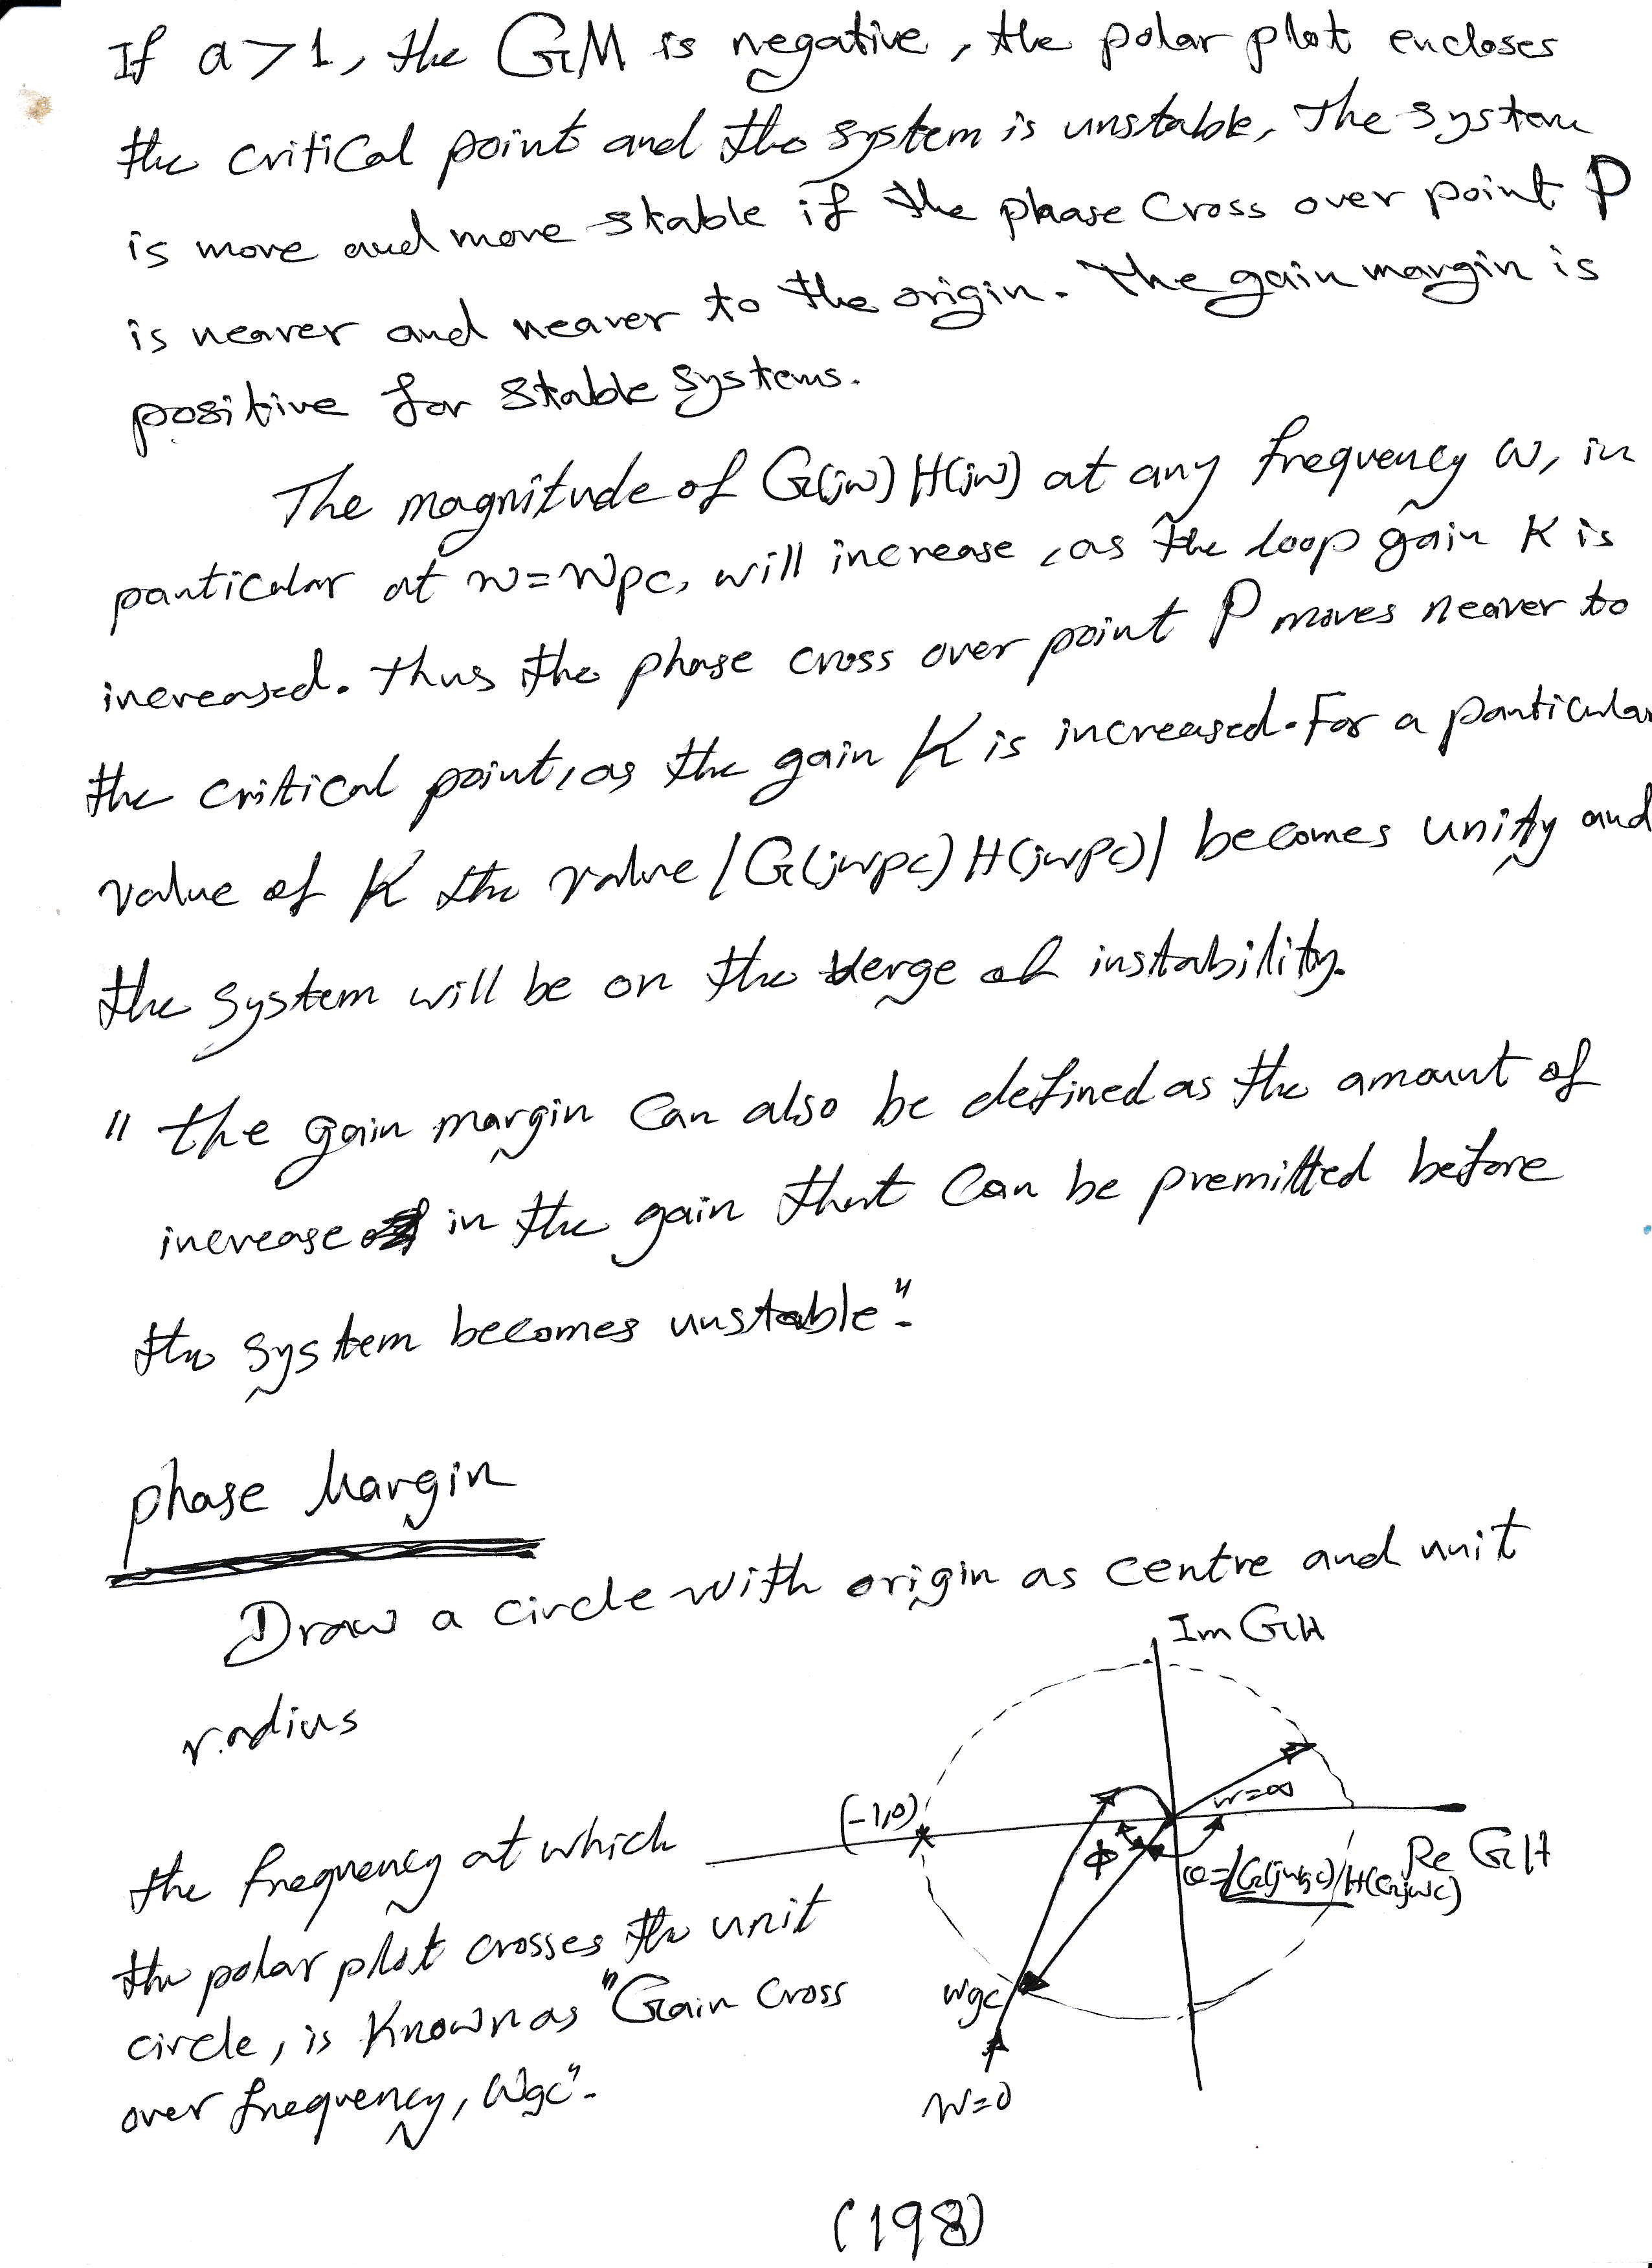 If a > 1, the GM is negative, the polar plot encloses
the critical point and the system is unstable, The system
is more and more stable if the phase cross over point P
is nearer and nearer to the origin. The gain margin is
positive for stable systems.
The magnitude of G(jw) H(jw) at any frequency ω, in
particular at w = wpc, will increase, as the loop gain K is
increased. Thus the phase cross over point P moves nearer to
the critical point, as the gain K is increased. For a particular
value of K the value |G(jwpc) H(jwpc)| becomes unity and
the system will be on the verge of instability.
"the gain margin can also be defined as the amount of
increase in the gain that can be premitted before
the system becomes unstable".
phase Margin
Draw a circle with origin as centre and unit
radius
Im GH
(-1,0)
w=∞
ϕ
Re GH
the frequency at which
the polar plot crosses the unit
circle, is Known as "Gain Cross
over frequency, Wgc".
wgc
w=0
(198)